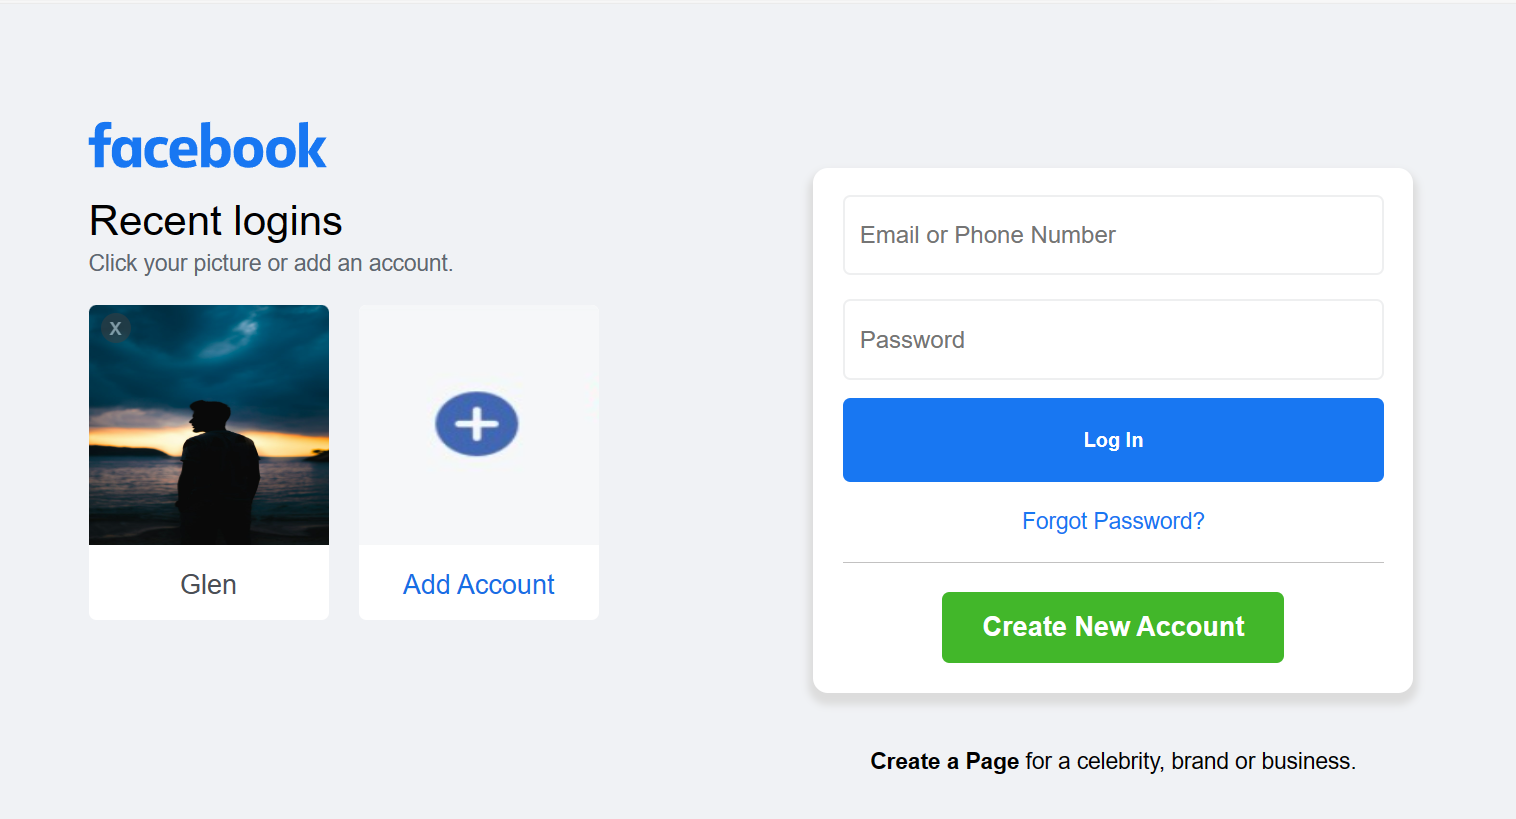 facebook
Recent logins
Click your picture or add an account.
X
Glen
Add Account
Email or Phone Number
Password
Log In
Forgot Password?
Create New Account
Create a Page for a celebrity, brand or business.